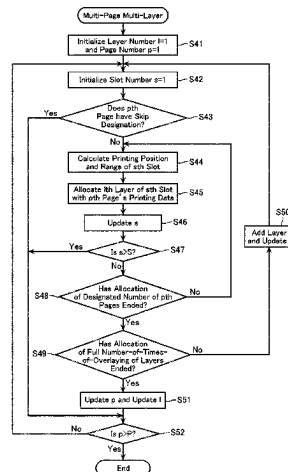 Multi-Page Multi-Layer
Initialize Layer Number l=1
and Page Number p=1
S41
Initialize Slot Number s=1
S42
Does pth
Page have Skip
Designation?
S43
Yes
No
Calculate Printing Position
and Range of sth Slot
S44
Allocate lth Layer of sth Slot
with pth Page's Printing Data
S45
Update s
S46
Is s>S?
S47
Yes
No
Has Allocation
of Designated Number of pth
Pages Ended?
S48
No
Yes
Has Allocation
of Full Number-of-Times-
of-Overlaying of Layers
Ended?
S49
No
Yes
S50
Add Layer
and Update l
Update p and Update l
S51
Is p>P?
S52
No
Yes
End